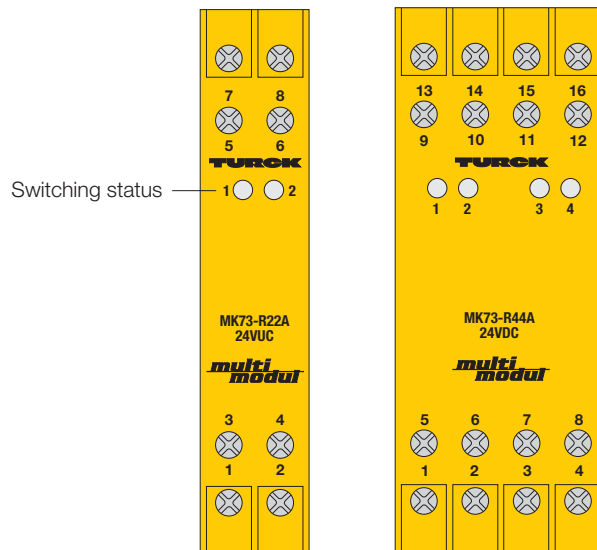 7 8
5 6
TURCK
Switching status
1 2
MK73-R22A
24VUC
multi
modul
3 4
1 2
13 14 15 16
9 10 11 12
TURCK
1 2 3 4
MK73-R44A
24VDC
multi
modul
5 6 7 8
1 2 3 4